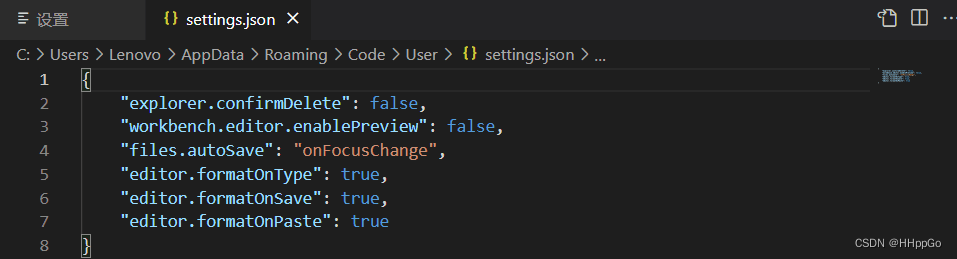 设置
{} settings.json ×
C: > Users > Lenovo > AppData > Roaming > Code > User > {} settings.json > ...
1 {
2 "explorer.confirmDelete": false,
3 "workbench.editor.enablePreview": false,
4 "files.autoSave": "onFocusChange",
5 "editor.formatOnType": true,
6 "editor.formatOnSave": true,
7 "editor.formatOnPaste": true
8 }
CSDN @HHppGo